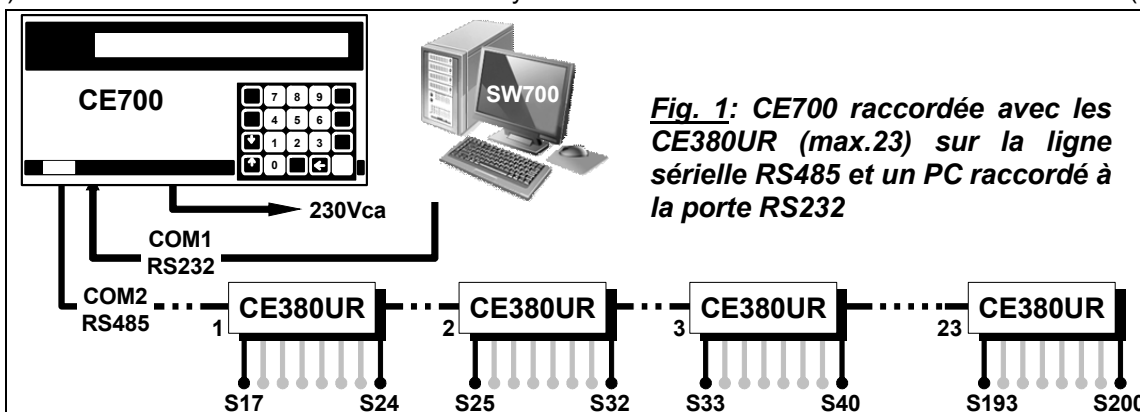 CE700
7 8 9
4 5 6
1 2 3
0
SW700
Fig. 1: CE700 raccordée avec les
CE380UR (max.23) sur la ligne
sérielle RS485 et un PC raccordé à
la porte RS232
230Vca
COM1
RS232
COM2
RS485
CE380UR CE380UR CE380UR CE380UR
1 2 3 23
S17 S24 S25 S32 S33 S40 S193 S200